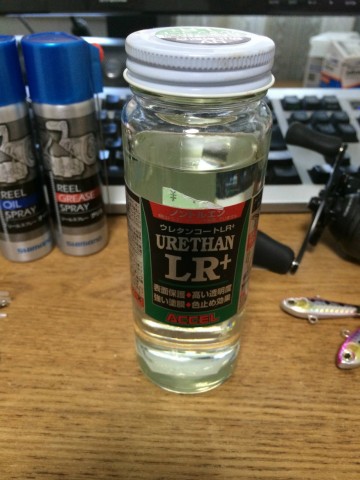 REEL
OIL
SPRAY
REEL
GREASE
SPRAY
SHIMANO
ウレタンコートLR+
URETHAN
LR+
表面保護+高い透明度
強い塗膜+色止め効果
ACCEL